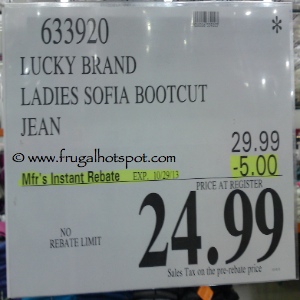 633920
*
LUCKY BRAND
LADIES SOFIA BOOTCUT
JEAN
29.99
© www.frugalhotspot.com
Mfr's Instant Rebate EXP. 10/29/13 -5.00
PRICE AT REGISTER
NO
REBATE LIMIT
24.99
Sales Tax on the pre-rebate price